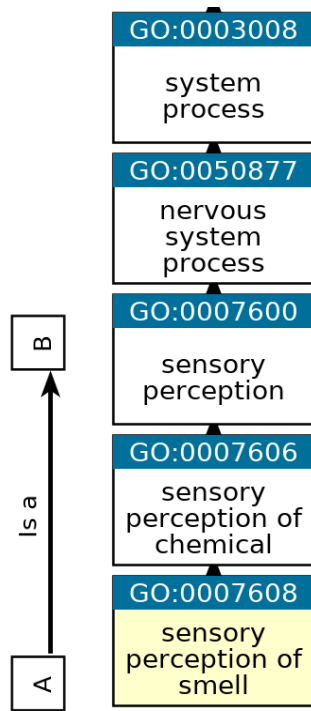 GO:0003008
system
process
GO:0050877
nervous
system
process
GO:0007600
sensory
perception
GO:0007606
sensory
perception of
chemical
GO:0007608
sensory
perception of
smell
B
Is a
A